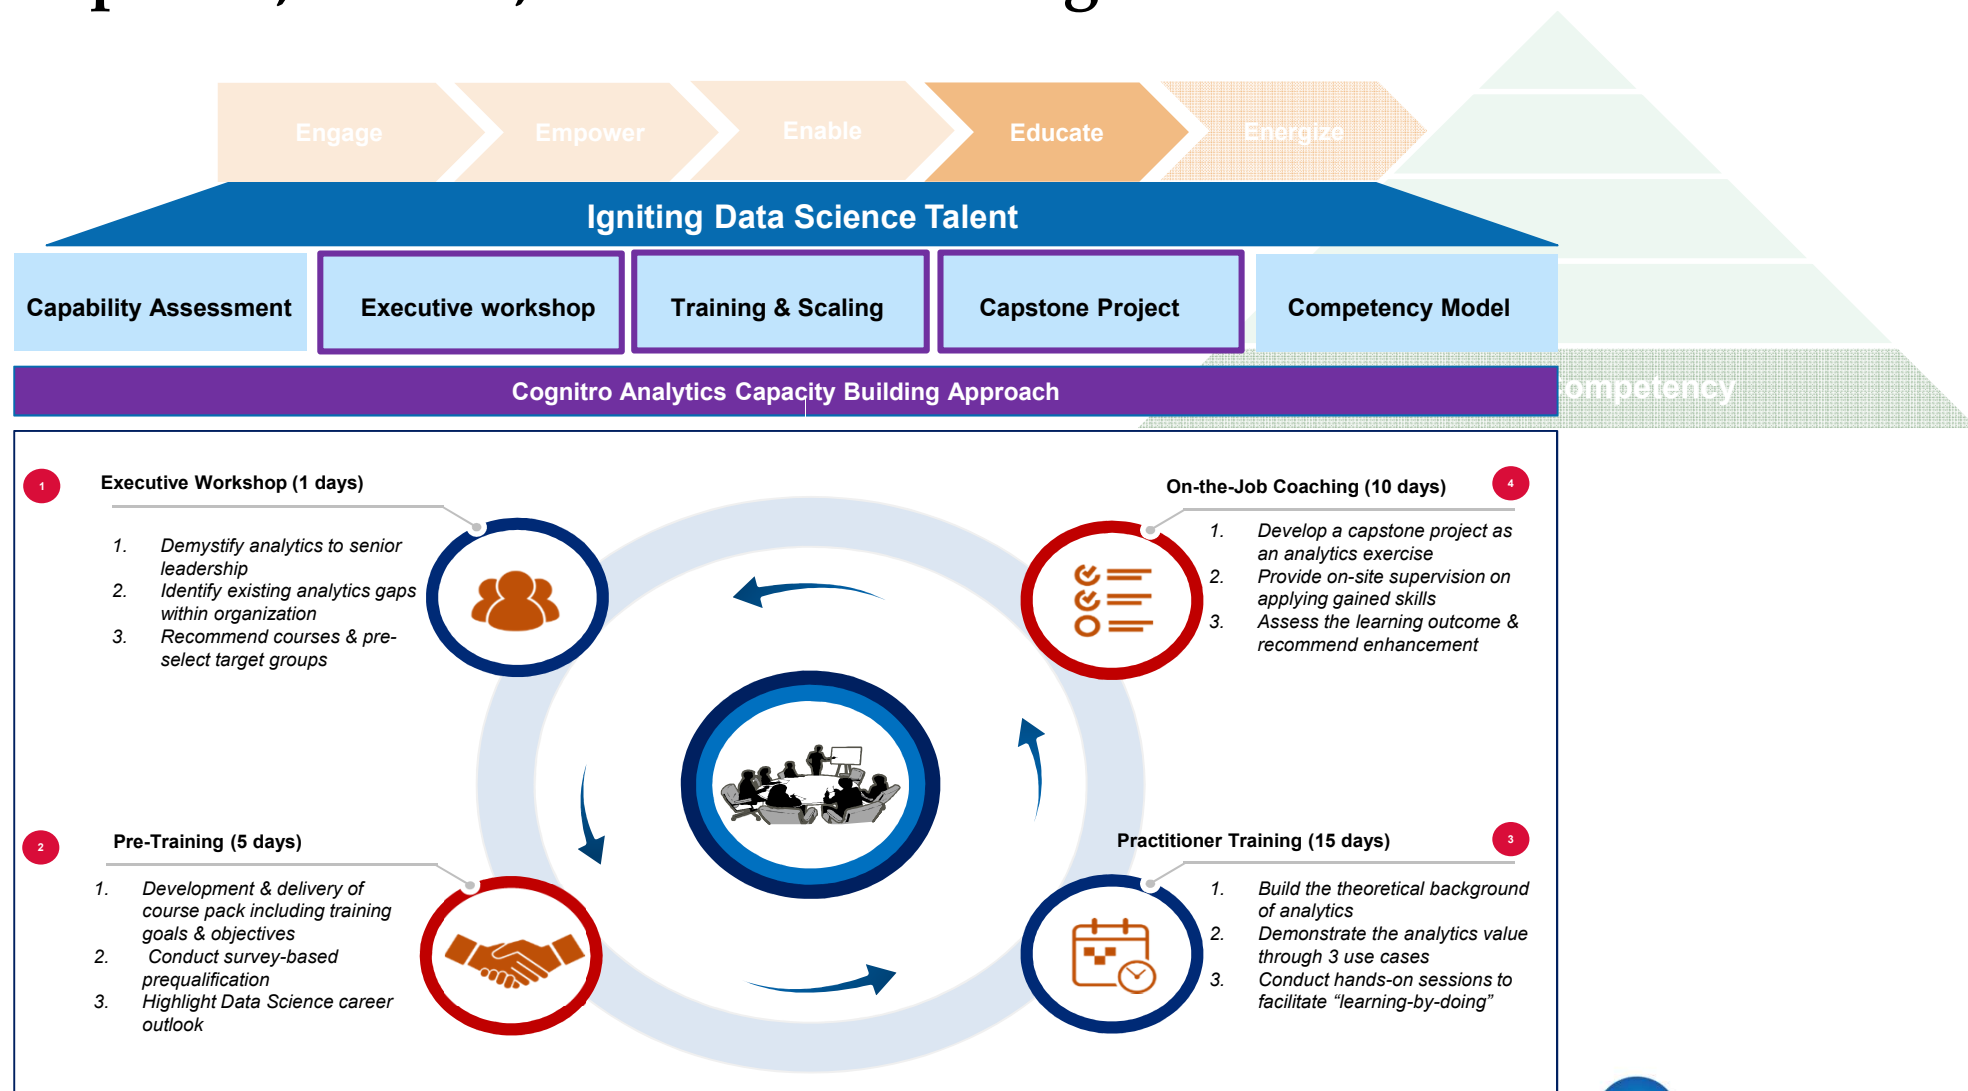 Engage
Empower
Enable
Educate
Energize
Igniting Data Science Talent
Capability Assessment
Executive workshop
Training & Scaling
Capstone Project
Competency Model
Cognitro Analytics Capacity Building Approach
ompetency
1
Executive Workshop (1 days)
1. Demystify analytics to senior
leadership
2. Identify existing analytics gaps
within organization
3. Recommend courses & pre-
select target groups
4
On-the-Job Coaching (10 days)
1. Develop a capstone project as
an analytics exercise
2. Provide on-site supervision on
applying gained skills
3. Assess the learning outcome &
recommend enhancement
2
Pre-Training (5 days)
1. Development & delivery of
course pack including training
goals & objectives
2. Conduct survey-based
prequalification
3. Highlight Data Science career
outlook
3
Practitioner Training (15 days)
1. Build the theoretical background
of analytics
2. Demonstrate the analytics value
through 3 use cases
3. Conduct hands-on sessions to
facilitate “learning-by-doing”